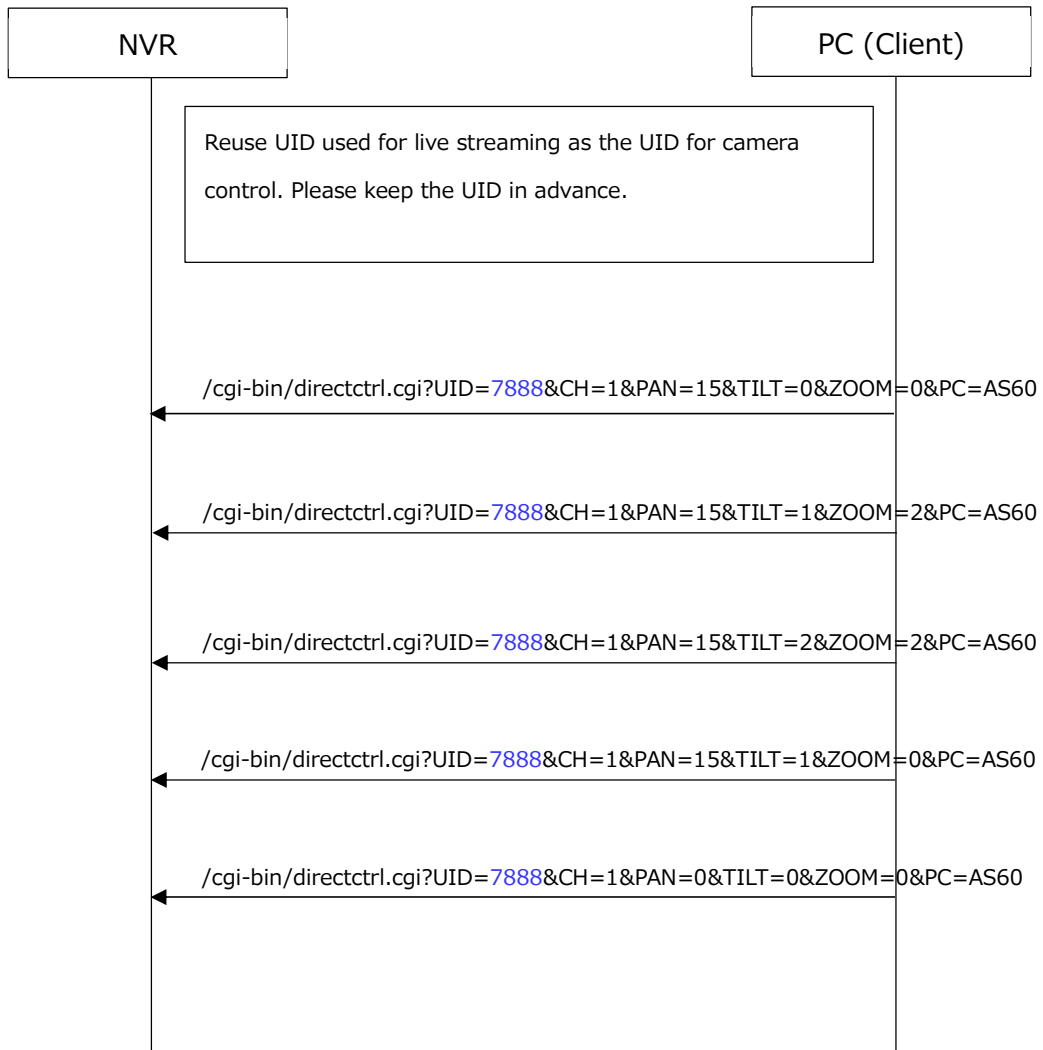 NVR
PC (Client)
Reuse UID used for live streaming as the UID for camera
control. Please keep the UID in advance.
/cgi-bin/directctrl.cgi?UID=7888&CH=1&PAN=15&TILT=0&ZOOM=0&PC=AS60
/cgi-bin/directctrl.cgi?UID=7888&CH=1&PAN=15&TILT=1&ZOOM=2&PC=AS60
/cgi-bin/directctrl.cgi?UID=7888&CH=1&PAN=15&TILT=2&ZOOM=2&PC=AS60
/cgi-bin/directctrl.cgi?UID=7888&CH=1&PAN=15&TILT=1&ZOOM=0&PC=AS60
/cgi-bin/directctrl.cgi?UID=7888&CH=1&PAN=0&TILT=0&ZOOM=0&PC=AS60